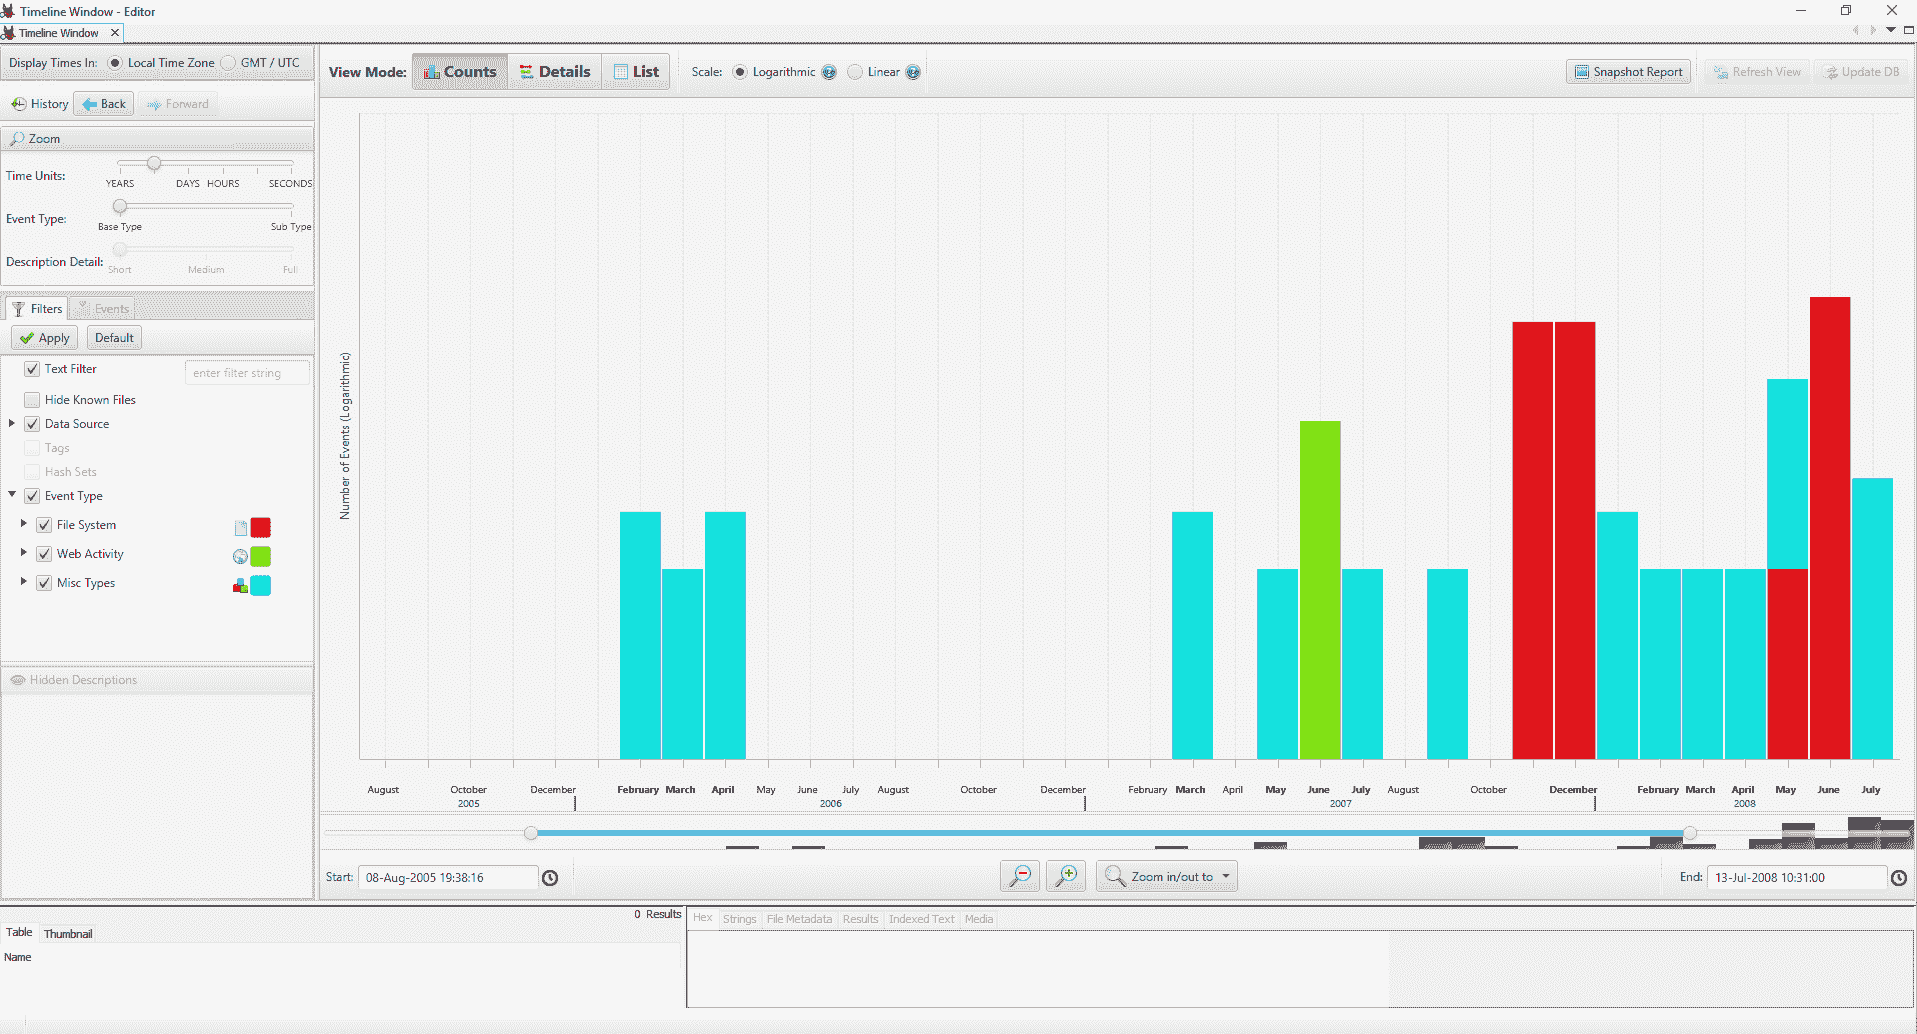 Timeline Window - Editor
Timeline Window
Display Times In: Local Time Zone GMT / UTC
View Mode: Counts Details List Scale: Logarithmic Linear Snapshot Report Refresh View Update DB
History Back Forward
Zoom
Time Units:
YEARS DAYS HOURS SECONDS
Event Type:
Base Type Sub Type
Description Detail:
Short Medium Full
Filters Events
Apply Default
Text Filter enter filter string
Hide Known Files
Data Source
Tags
Hash Sets
Event Type
File System
Web Activity
Misc Types
Hidden Descriptions
Number of Events (Logarithmic)
August October December February March April May June July August October December February March April May June July August October December February March April May June July
2005 2006 2007 2008
Start: 08-Aug-2005 19:38:16 Zoom in/out to End: 13-Jul-2008 10:31:00
0 Results
Table Thumbnail
Name
Hex Strings File Metadata Results Indexed Text Media